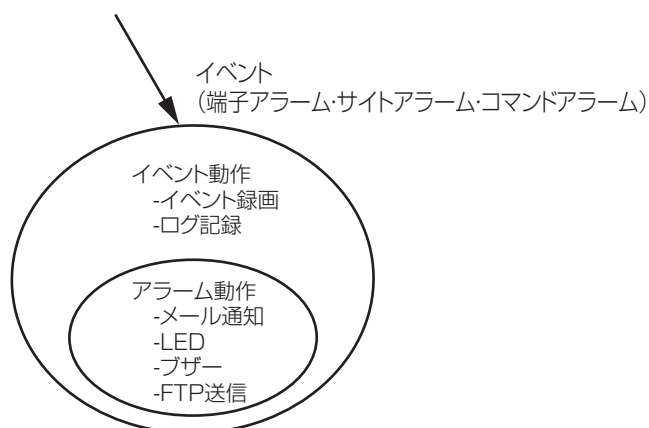 イベント
（端子アラーム･サイトアラーム･コマンドアラーム）
イベント動作
-イベント録画
-ログ記録
アラーム動作
-メール通知
-LED
-ブザー
-FTP送信